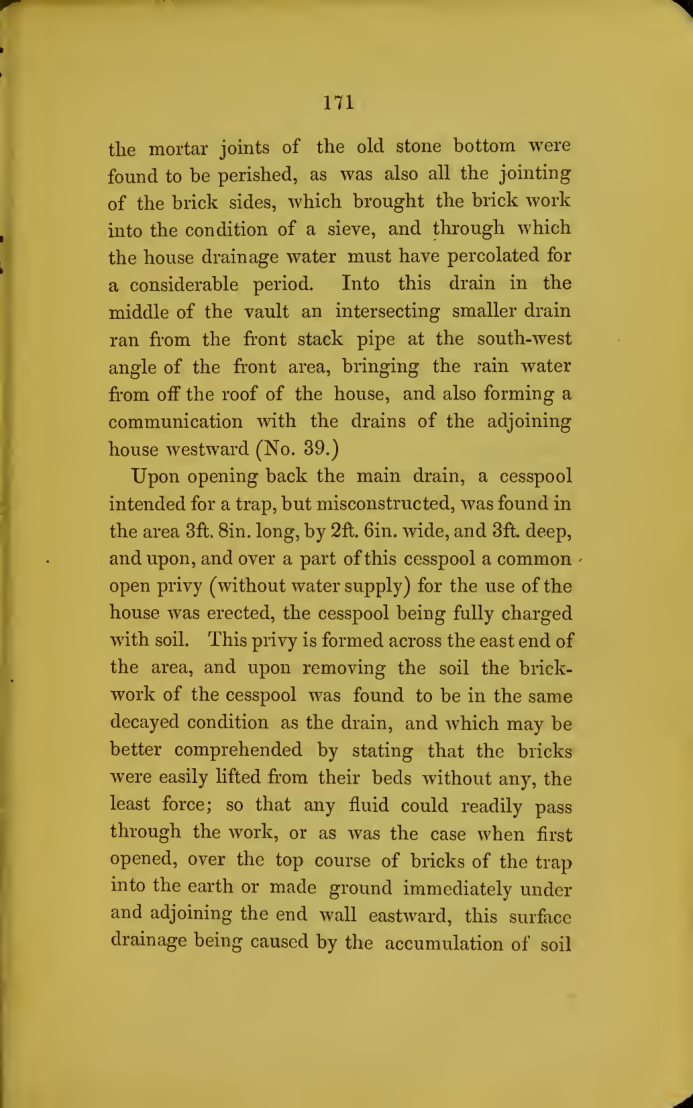 171
the mortar joints of the old stone bottom were
found to be perished, as was also all the jointing
of the brick sides, which brought the brick work
into the condition of a sieve, and through which
the house drainage water must have percolated for
a considerable period. Into this drain in the
middle of the vault an intersecting smaller drain
ran from the front stack pipe at the south-west
angle of the front area, bringing the rain water
from off the roof of the house, and also forming a
communication with the drains of the adjoining
house westward (No. 39.)
Upon opening back the main drain, a cesspool
intended for a trap, but misconstructed, was found in
the area 3ft. 8in. long, by 2ft. 6in. wide, and 3ft. deep,
and upon, and over a part of this cesspool a common
open privy (without water supply) for the use of the
house was erected, the cesspool being fully charged
with soil. This privy is formed across the east end of
the area, and upon removing the soil the brick-
work of the cesspool was found to be in the same
decayed condition as the drain, and which may be
better comprehended by stating that the bricks
were easily lifted from their beds without any, the
least force; so that any fluid could readily pass
through the work, or as was the case when first
opened, over the top course of bricks of the trap
into the earth or made ground immediately under
and adjoining the end wall eastward, this surface
drainage being caused by the accumulation of soil